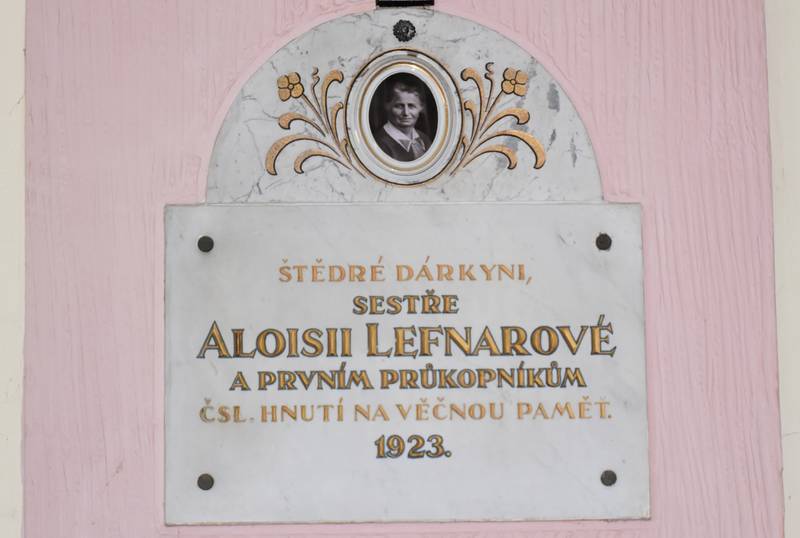 ŠTĚDRÉ DÁRKYNI,
SESTŘE
ALOISII LEFNAROVÉ
A PRVNÍM PRŮKOPNÍKŮM
ČSL. HNUTÍ NA VĚČNOU PAMĚŤ.
1923.